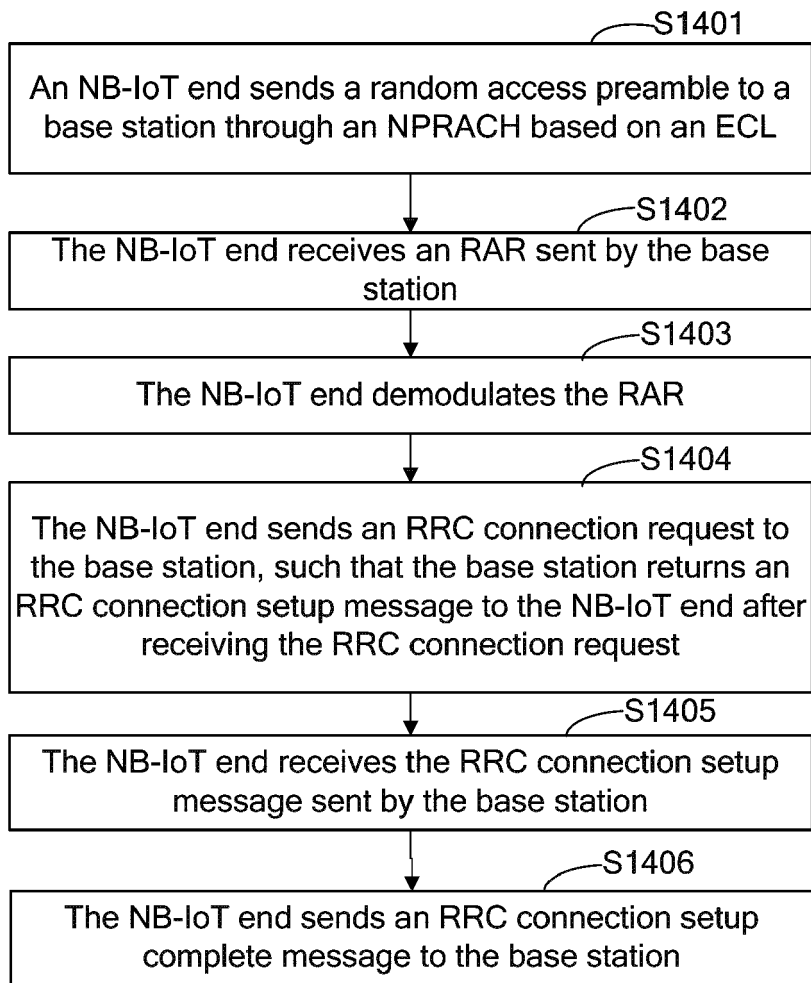 S1401
An NB-IoT end sends a random access preamble to a
base station through an NPRACH based on an ECL
S1402
The NB-IoT end receives an RAR sent by the base
station
S1403
The NB-IoT end demodulates the RAR
S1404
The NB-IoT end sends an RRC connection request to
the base station, such that the base station returns an
RRC connection setup message to the NB-IoT end after
receiving the RRC connection request
S1405
The NB-IoT end receives the RRC connection setup
message sent by the base station
S1406
The NB-IoT end sends an RRC connection setup
complete message to the base station